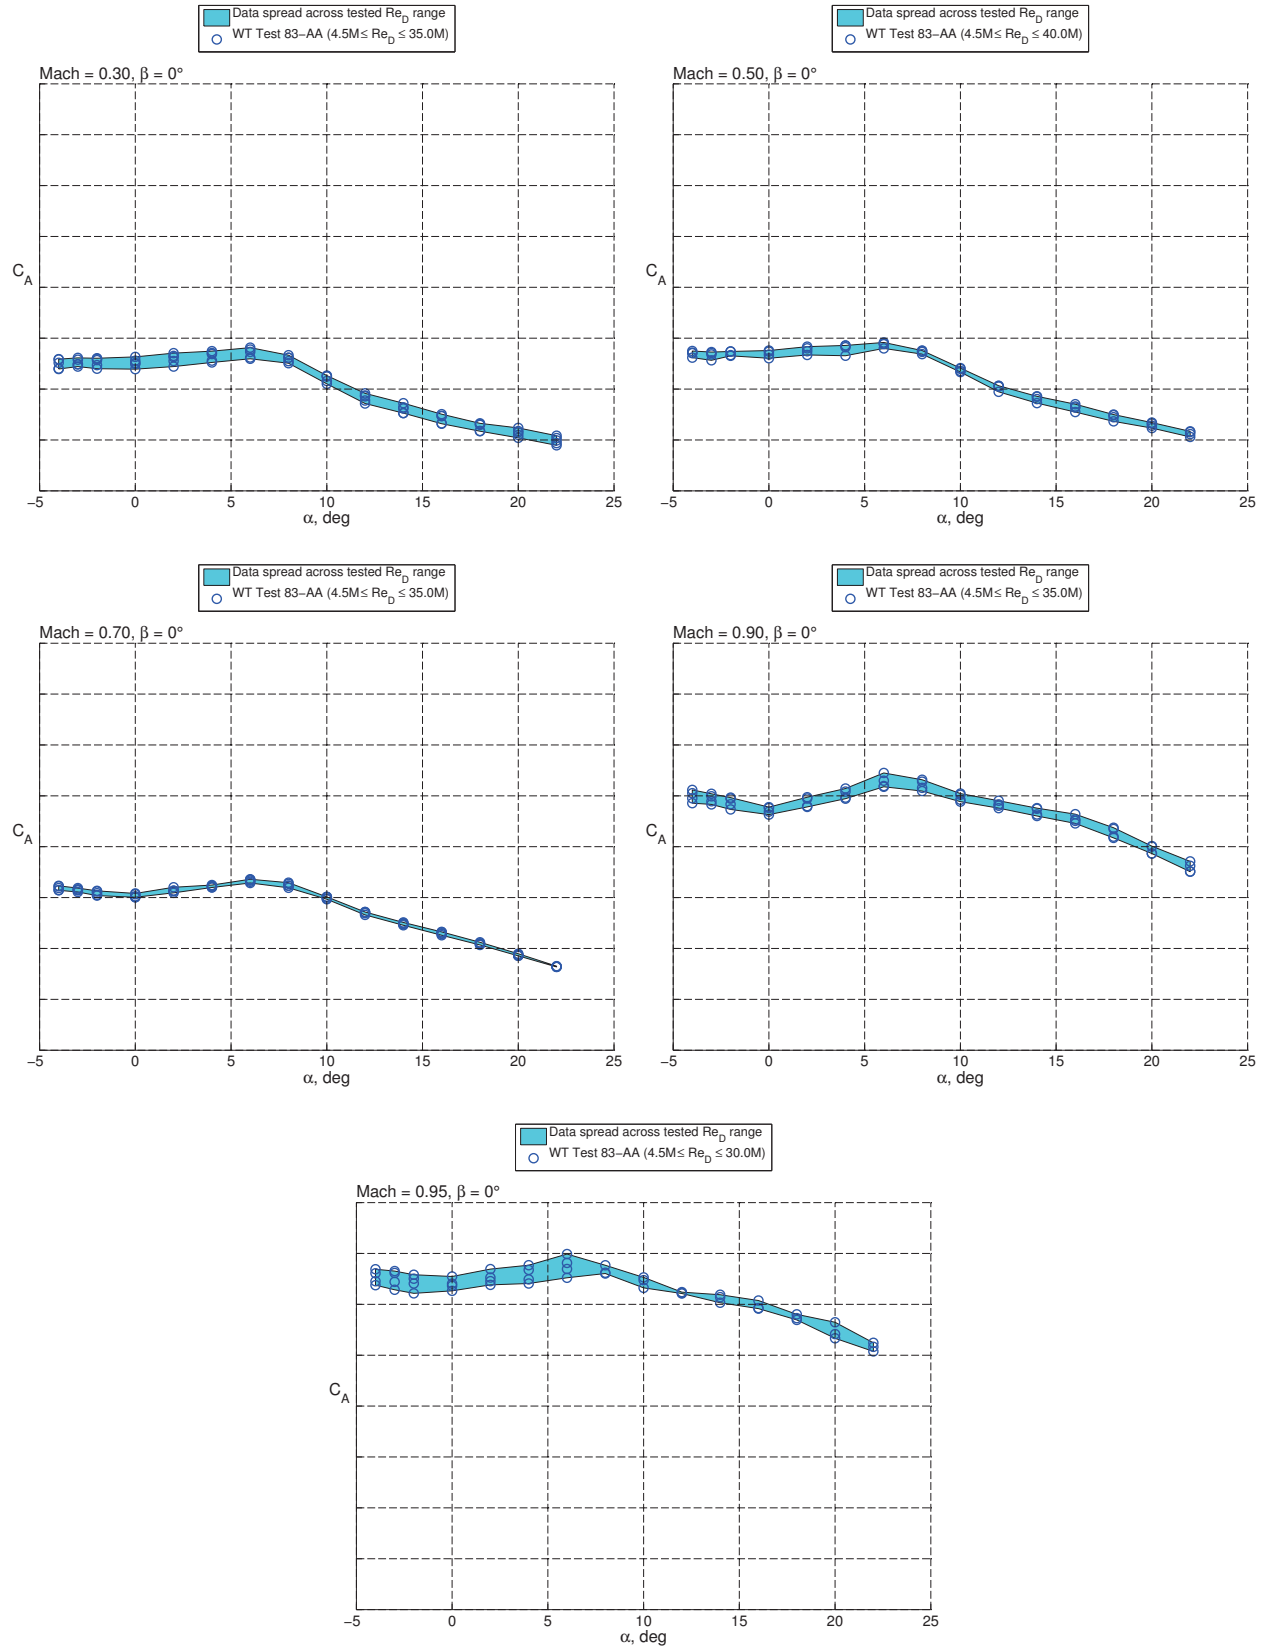 Data spread across tested Re_D range
WT Test 83−AA (4.5M≤ Re_D ≤ 35.0M)
Mach = 0.30, β = 0°
C_A
−5 0 5 10 15 20 25
α, deg
Data spread across tested Re_D range
WT Test 83−AA (4.5M≤ Re_D ≤ 40.0M)
Mach = 0.50, β = 0°
C_A
−5 0 5 10 15 20 25
α, deg
Data spread across tested Re_D range
WT Test 83−AA (4.5M≤ Re_D ≤ 35.0M)
Mach = 0.70, β = 0°
C_A
−5 0 5 10 15 20 25
α, deg
Data spread across tested Re_D range
WT Test 83−AA (4.5M≤ Re_D ≤ 35.0M)
Mach = 0.90, β = 0°
C_A
−5 0 5 10 15 20 25
α, deg
Data spread across tested Re_D range
WT Test 83−AA (4.5M≤ Re_D ≤ 30.0M)
Mach = 0.95, β = 0°
C_A
−5 0 5 10 15 20 25
α, deg